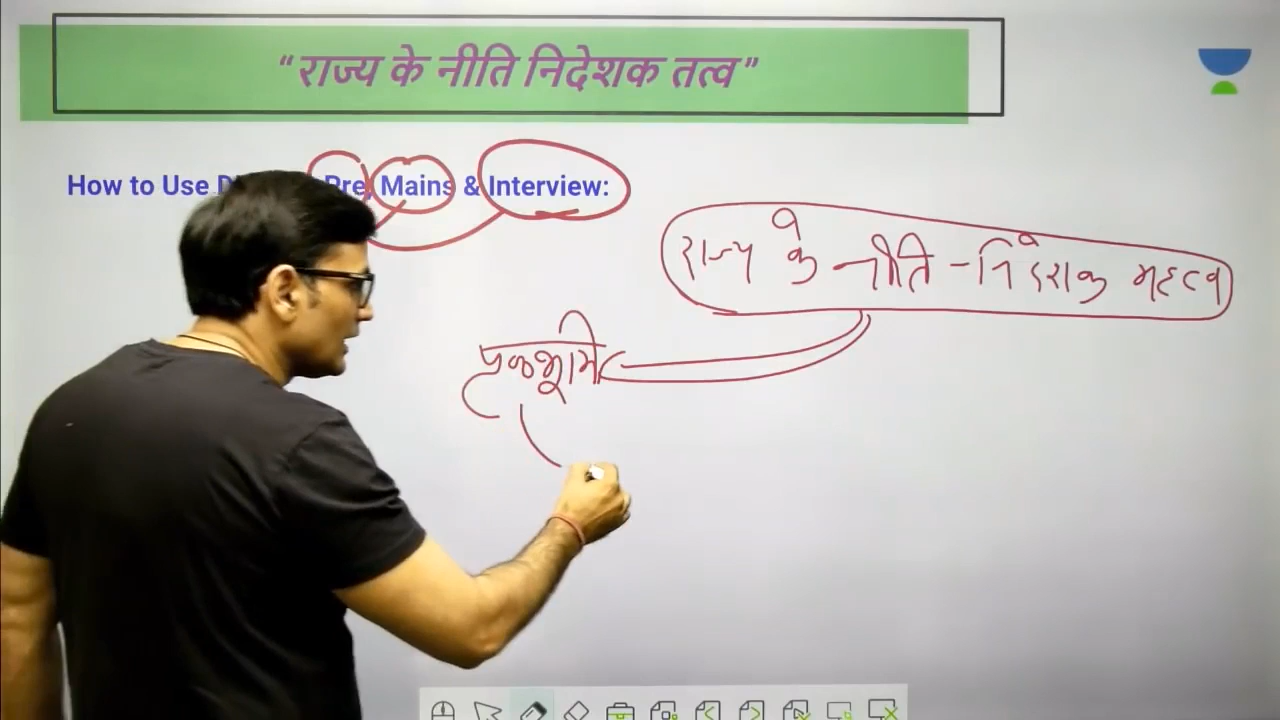 “राज्य के नीति निदेशक तत्व”
How to Use Pre, Mains & Interview:
राज्य के नीति-निदेशक महत्व
पृष्ठभूमि